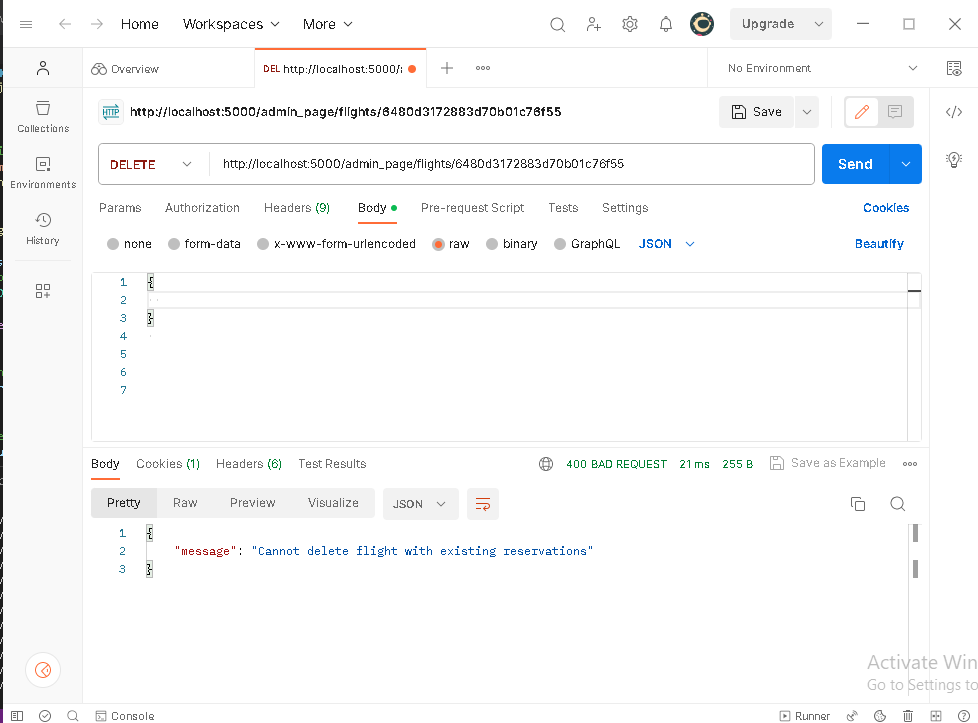 Home Workspaces More Upgrade
Overview DEL http://localhost:5000/a No Environment
HTTP http://localhost:5000/admin_page/flights/6480d3172883d70b01c76f55 Save
Collections
Environments
History
DELETE http://localhost:5000/admin_page/flights/6480d3172883d70b01c76f55 Send
Params Authorization Headers (9) Body Pre-request Script Tests Settings Cookies
none form-data x-www-form-urlencoded raw binary GraphQL JSON Beautify
1 {
2
3 }
4
5
6
7
Body Cookies (1) Headers (6) Test Results 400 BAD REQUEST 21 ms 255 B Save as Example
Pretty Raw Preview Visualize JSON
1 {
2 "message": "Cannot delete flight with existing reservations"
3 }
Activate Win
Go to Settings to
Console Runner